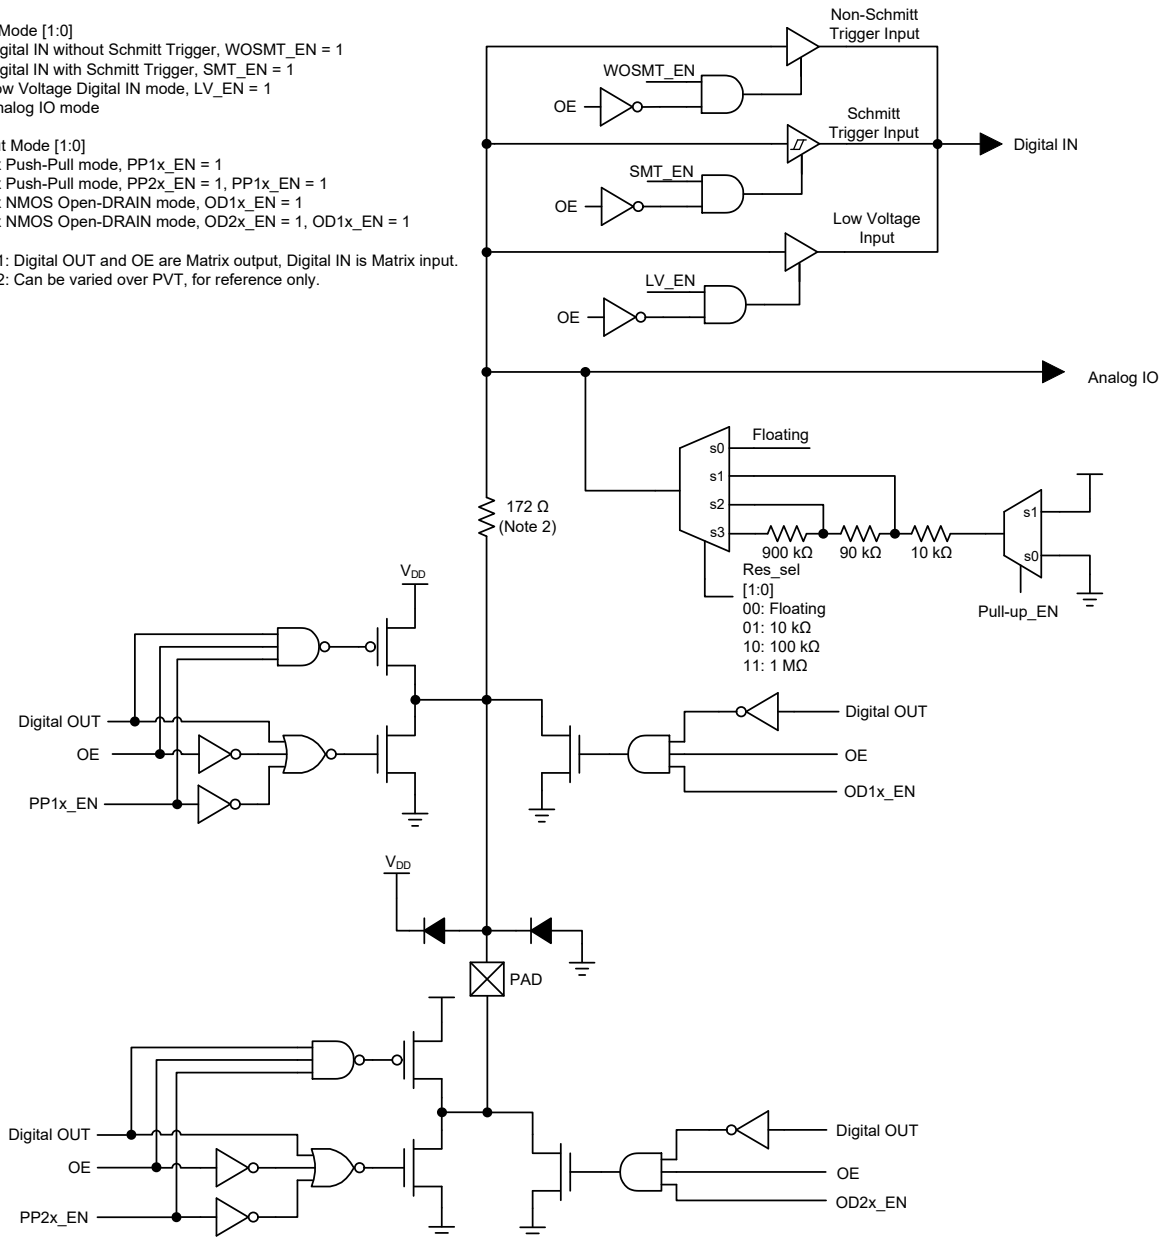 Mode [1:0]
gital IN without Schmitt Trigger, WOSMT_EN = 1
gital IN with Schmitt Trigger, SMT_EN = 1
ow Voltage Digital IN mode, LV_EN = 1
nalog IO mode
t Mode [1:0]
Push-Pull mode, PP1x_EN = 1
Push-Pull mode, PP2x_EN = 1, PP1x_EN = 1
NMOS Open-DRAIN mode, OD1x_EN = 1
NMOS Open-DRAIN mode, OD2x_EN = 1, OD1x_EN = 1
1: Digital OUT and OE are Matrix output, Digital IN is Matrix input.
2: Can be varied over PVT, for reference only.
Non-Schmitt
Trigger Input
WOSMT_EN
OE
Schmitt
Trigger Input
Digital IN
SMT_EN
OE
Low Voltage
Input
LV_EN
OE
Analog IO
Floating
s0
s1
s2
s3
900 kΩ
90 kΩ
10 kΩ
s1
s0
Pull-up_EN
Res_sel
[1:0]
00: Floating
01: 10 kΩ
10: 100 kΩ
11: 1 MΩ
172 Ω
(Note 2)
VDD
Digital OUT
OE
PP1x_EN
Digital OUT
OE
OD1x_EN
VDD
PAD
Digital OUT
OE
PP2x_EN
Digital OUT
OE
OD2x_EN